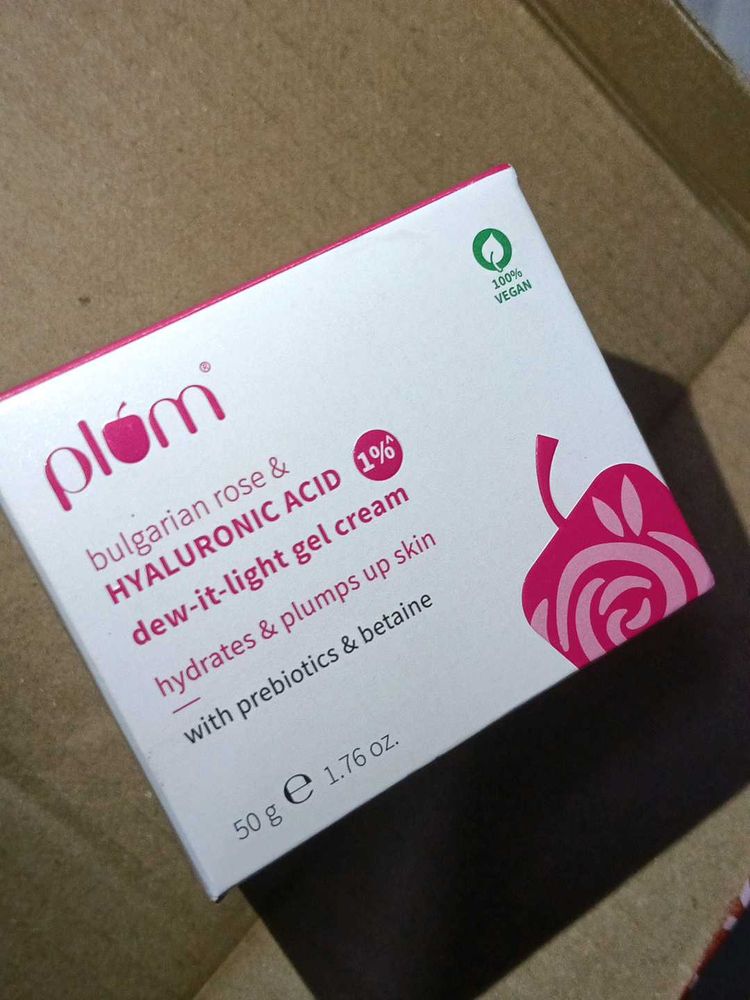 100%
VEGAN
plum®
bulgarian rose &
HYALURONIC ACID 1%^
dew-it-light gel cream
hydrates & plumps up skin
with prebiotics & betaine
50 g ℮ 1.76 oz.